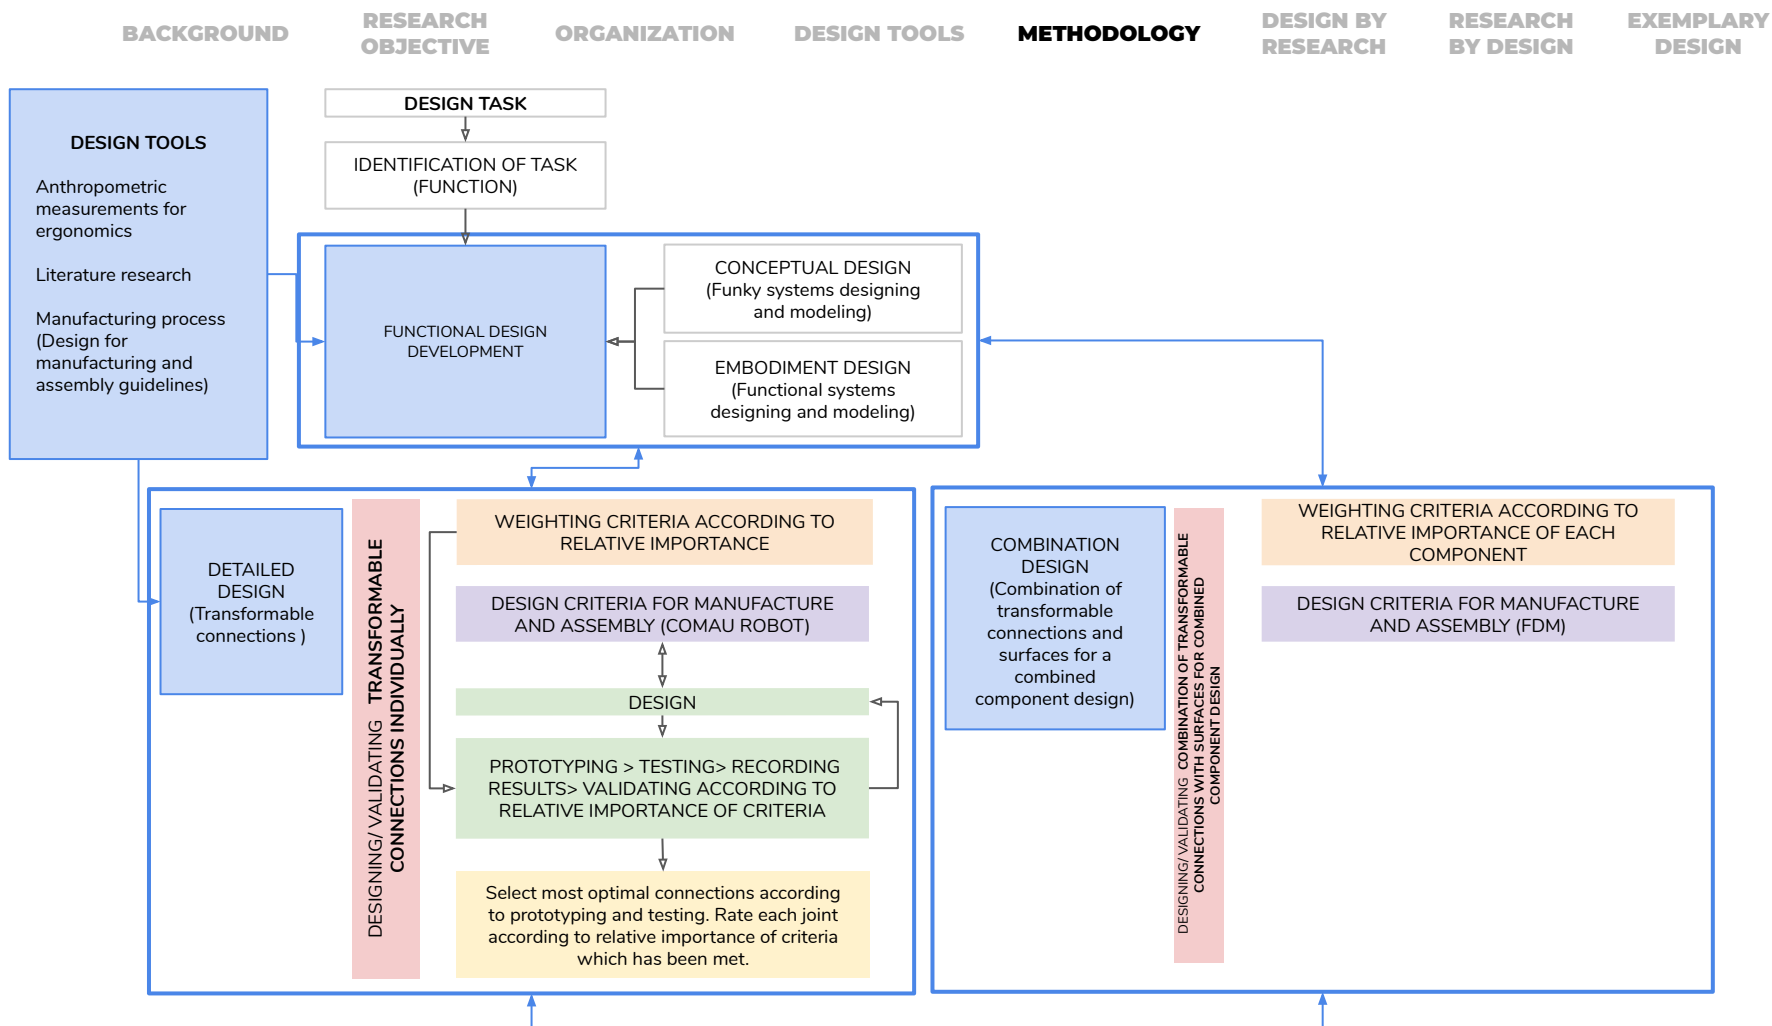 BACKGROUND
RESEARCH
OBJECTIVE
ORGANIZATION
DESIGN TOOLS
METHODOLOGY
DESIGN BY
RESEARCH
RESEARCH
BY DESIGN
EXEMPLARY
DESIGN
DESIGN TOOLS
Anthropometric
measurements for
ergonomics
Literature research
Manufacturing process
(Design for
manufacturing and
assembly guidelines)
DESIGN TASK
IDENTIFICATION OF TASK
(FUNCTION)
FUNCTIONAL DESIGN
DEVELOPMENT
CONCEPTUAL DESIGN
(Funky systems designing
and modeling)
EMBODIMENT DESIGN
(Functional systems
designing and modeling)
DETAILED
DESIGN
(Transformable
connections )
DESIGNING/ VALIDATING TRANSFORMABLE
CONNECTIONS INDIVIDUALLY
WEIGHTING CRITERIA ACCORDING TO
RELATIVE IMPORTANCE
DESIGN CRITERIA FOR MANUFACTURE
AND ASSEMBLY (COMAU ROBOT)
DESIGN
PROTOTYPING > TESTING> RECORDING
RESULTS> VALIDATING ACCORDING TO
RELATIVE IMPORTANCE OF CRITERIA
Select most optimal connections according
to prototyping and testing. Rate each joint
according to relative importance of criteria
which has been met.
COMBINATION
DESIGN
(Combination of
transformable
connections and
surfaces for a
combined
component design)
DESIGNING/ VALIDATING COMBINATION OF TRANSFORMABLE
CONNECTIONS WITH SURFACES FOR COMBINED
COMPONENT DESIGN
WEIGHTING CRITERIA ACCORDING TO
RELATIVE IMPORTANCE OF EACH
COMPONENT
DESIGN CRITERIA FOR MANUFACTURE
AND ASSEMBLY (FDM)